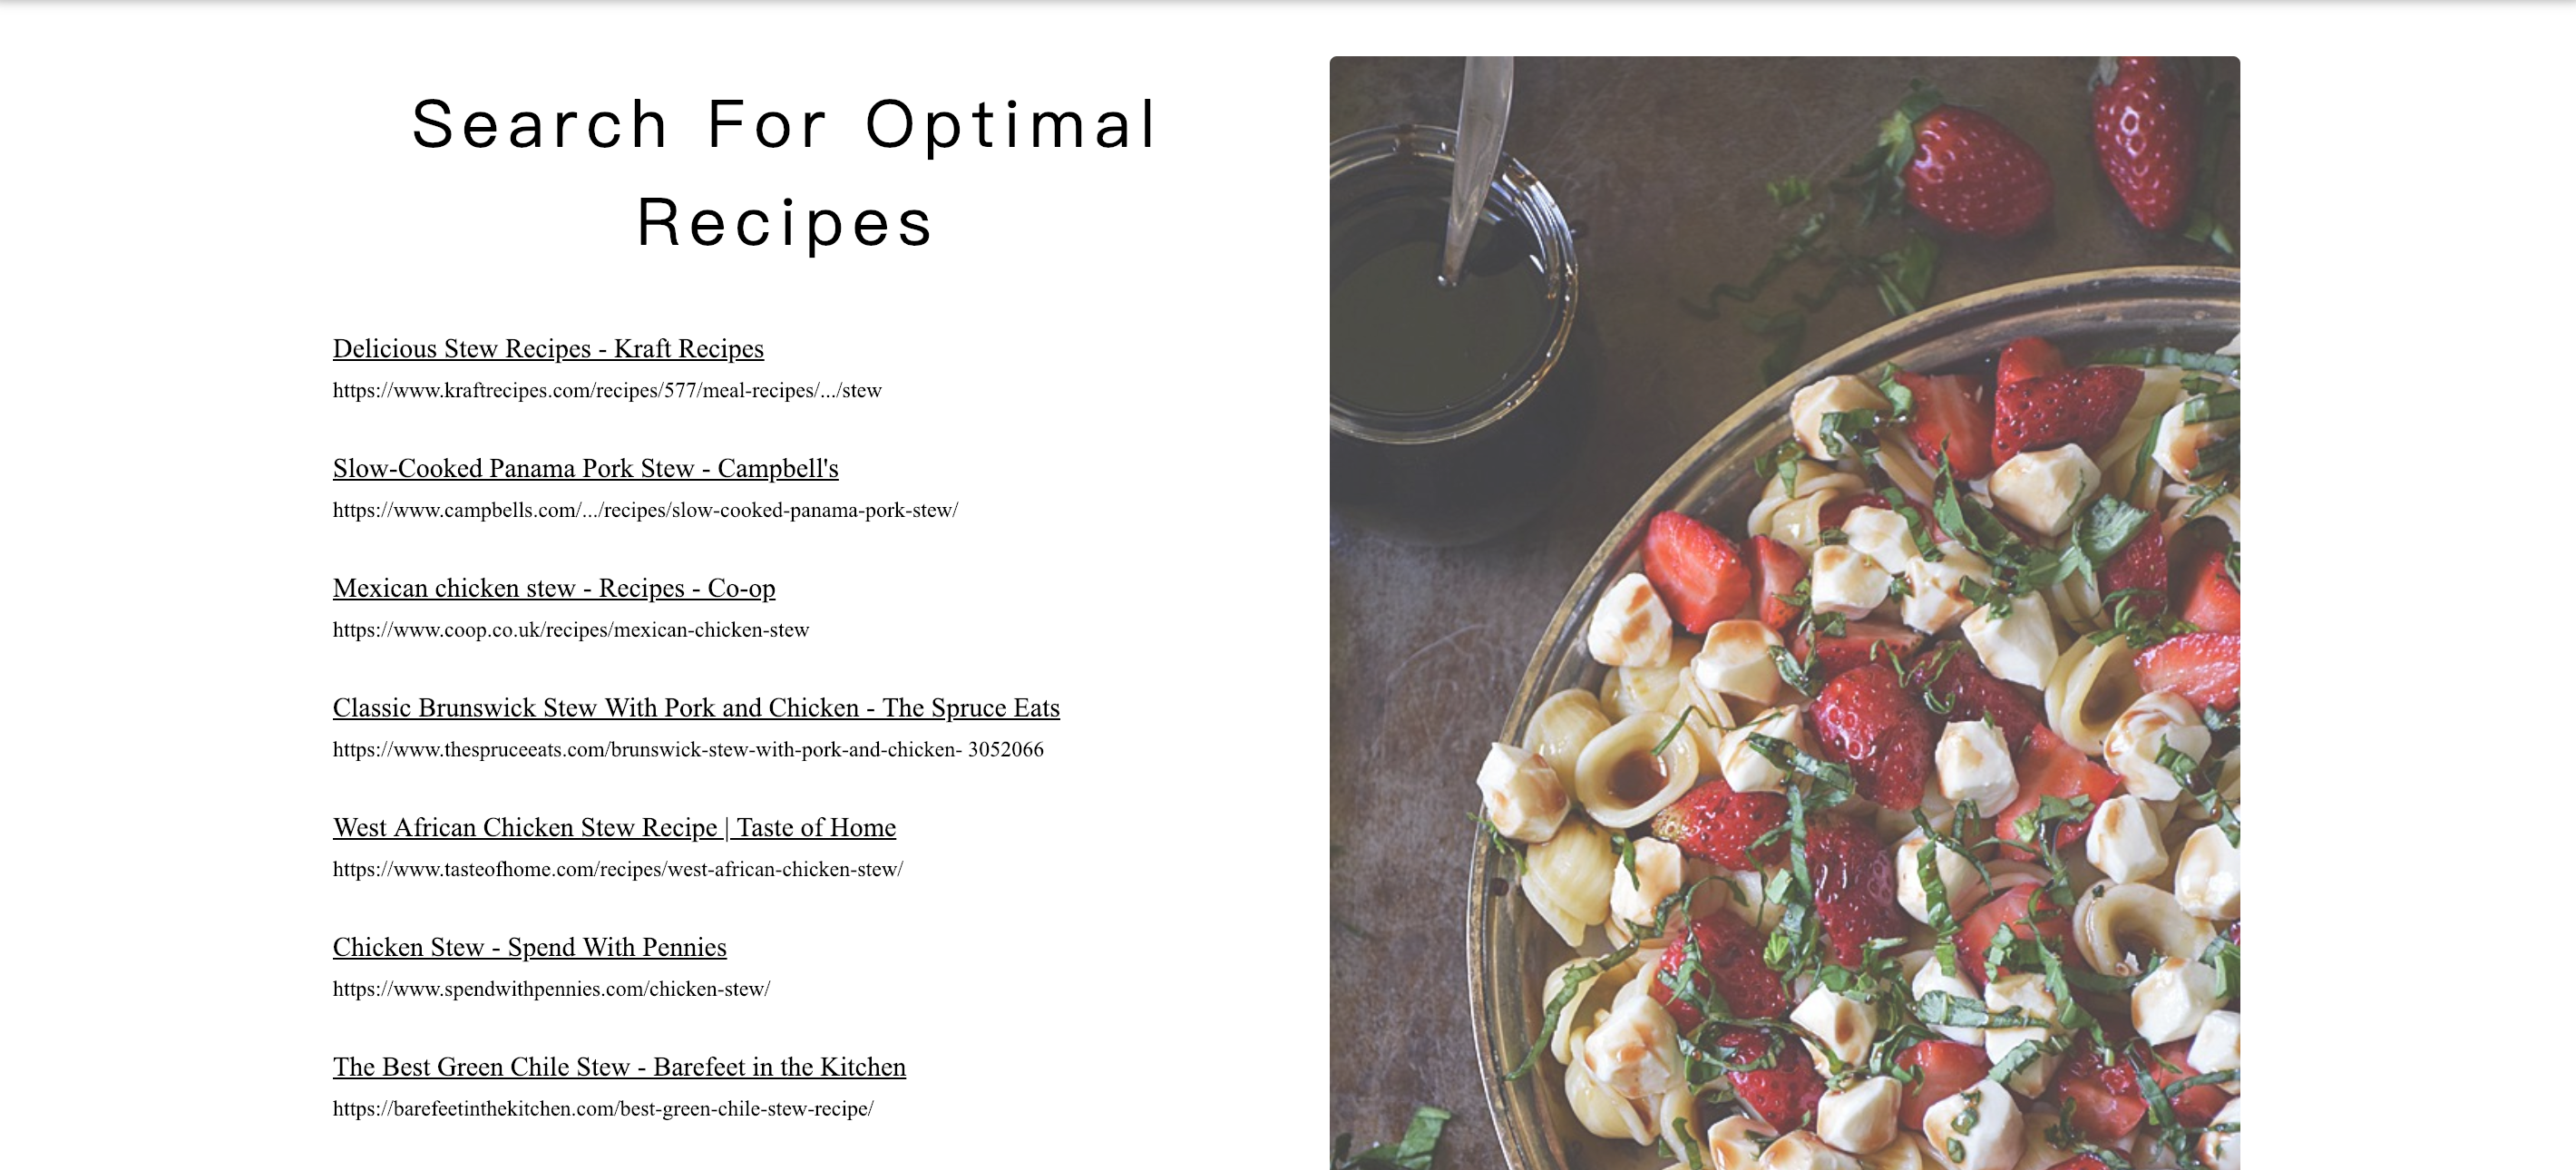 Search For Optimal
Recipes
Delicious Stew Recipes - Kraft Recipes
https://www.kraftrecipes.com/recipes/577/meal-recipes/.../stew
Slow-Cooked Panama Pork Stew - Campbell's
https://www.campbells.com/.../recipes/slow-cooked-panama-pork-stew/
Mexican chicken stew - Recipes - Co-op
https://www.coop.co.uk/recipes/mexican-chicken-stew
Classic Brunswick Stew With Pork and Chicken - The Spruce Eats
https://www.thespruceeats.com/brunswick-stew-with-pork-and-chicken- 3052066
West African Chicken Stew Recipe | Taste of Home
https://www.tasteofhome.com/recipes/west-african-chicken-stew/
Chicken Stew - Spend With Pennies
https://www.spendwithpennies.com/chicken-stew/
The Best Green Chile Stew - Barefeet in the Kitchen
https://barefeetinthekitchen.com/best-green-chile-stew-recipe/